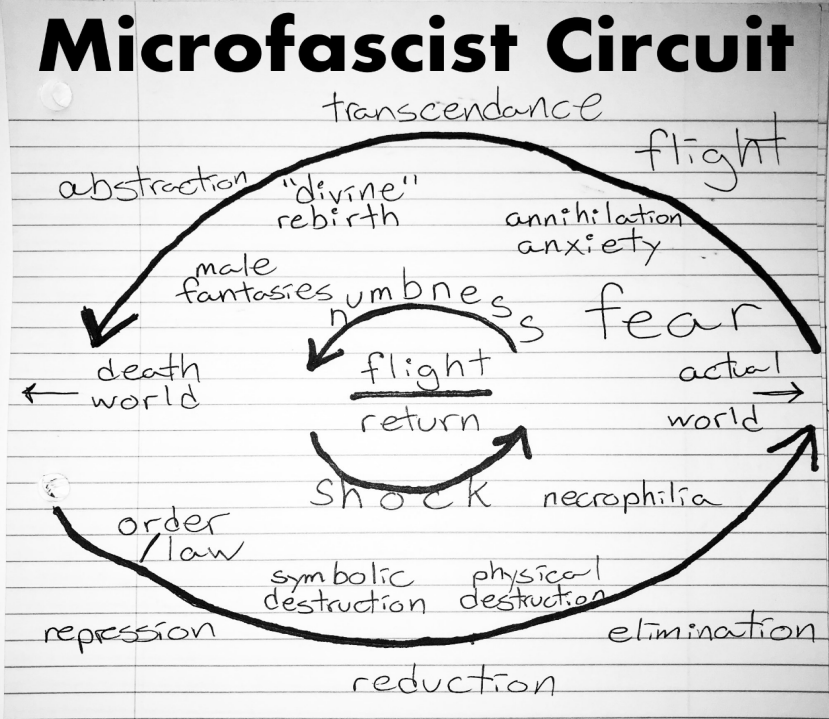 Microfascist Circuit
transcendance
flight
abstraction
"divine"
rebirth
annihilation
anxiety
male
fantasies
numbness
fear
death
world
flight
return
actual
world
shock
necrophilia
order
/law
symbolic
destruction
physical
destruction
repression
elimination
reduction